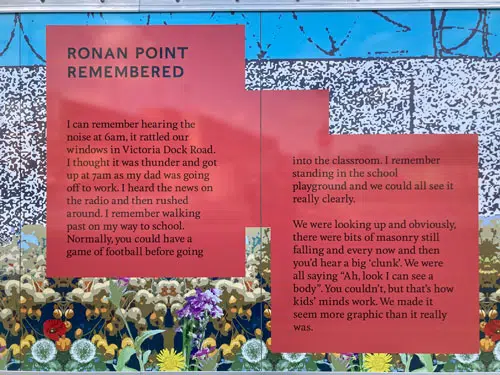 RONAN POINT
REMEMBERED
I can remember hearing the
noise at 6am, it rattled our
windows in Victoria Dock Road.
I thought it was thunder and got
up at 7am as my dad was going
off to work. I heard the news on
the radio and then rushed
around. I remember walking
past on my way to school.
Normally, you could have a
game of football before going
into the classroom. I remember
standing in the school
playground and we could all see it
really clearly.
We were looking up and obviously,
there were bits of masonry still
falling and every now and then
you'd hear a big ‘clunk’. We were
all saying “Ah, look I can see a
body”. You couldn't, but that's how
kids' minds work. We made it
seem more graphic than it really
was.